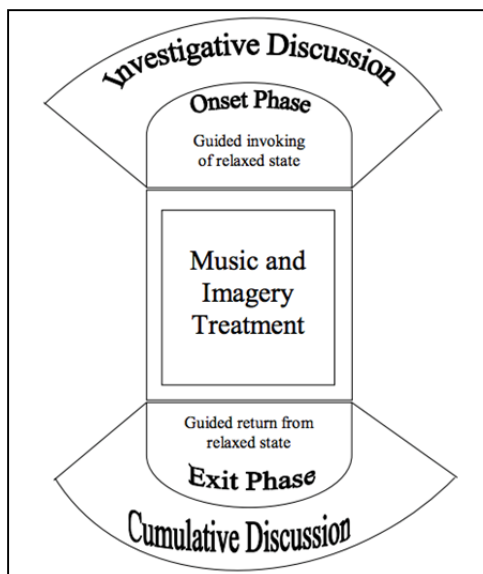 Investigative Discussion
Onset Phase
Guided invoking
of relaxed state
Music and
Imagery
Treatment
Guided return from
relaxed state
Exit Phase
Cumulative Discussion